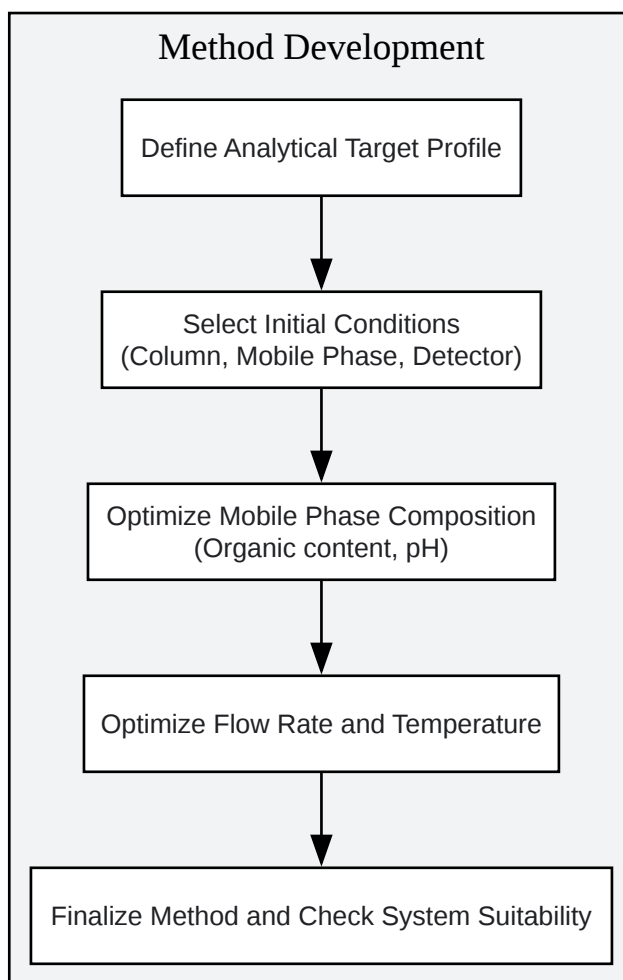 Method Development
Define Analytical Target Profile
Select Initial Conditions
(Column, Mobile Phase, Detector)
Optimize Mobile Phase Composition
(Organic content, pH)
Optimize Flow Rate and Temperature
Finalize Method and Check System Suitability